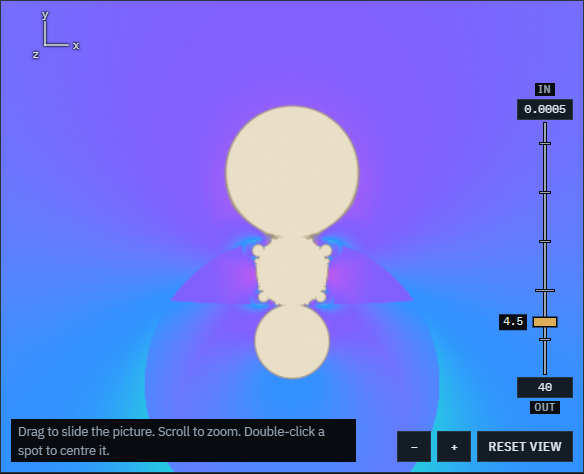 y
x
z
IN
0.0005
4.5
40
OUT
Drag to slide the picture. Scroll to zoom. Double-click a
spot to centre it.
−
+
RESET VIEW